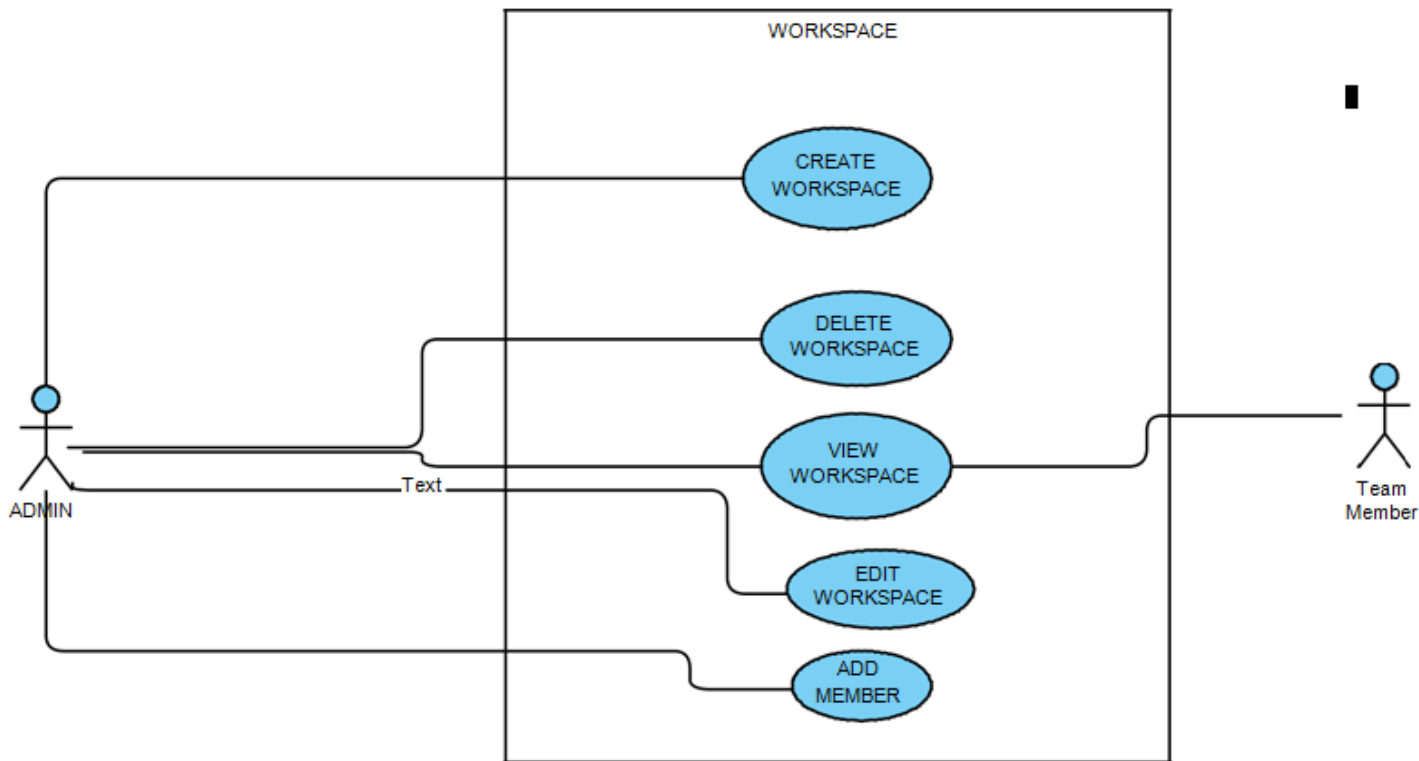 WORKSPACE
CREATE
WORKSPACE
DELETE
WORKSPACE
VIEW
WORKSPACE
Text
ADMIN
Team
Member
EDIT
WORKSPACE
ADD
MEMBER